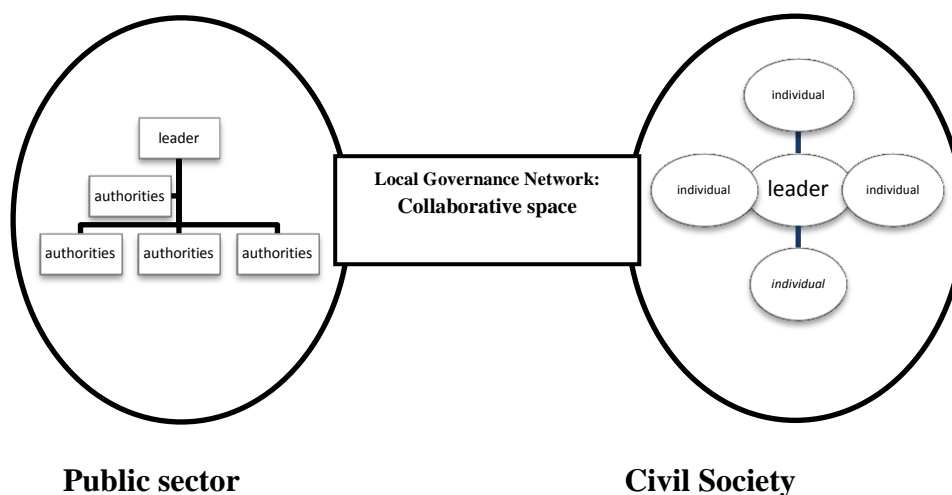 leader
authorities
authorities
authorities
authorities
Local Governance Network:
Collaborative space
individual
individual
leader
individual
individual
Public sector
Civil Society